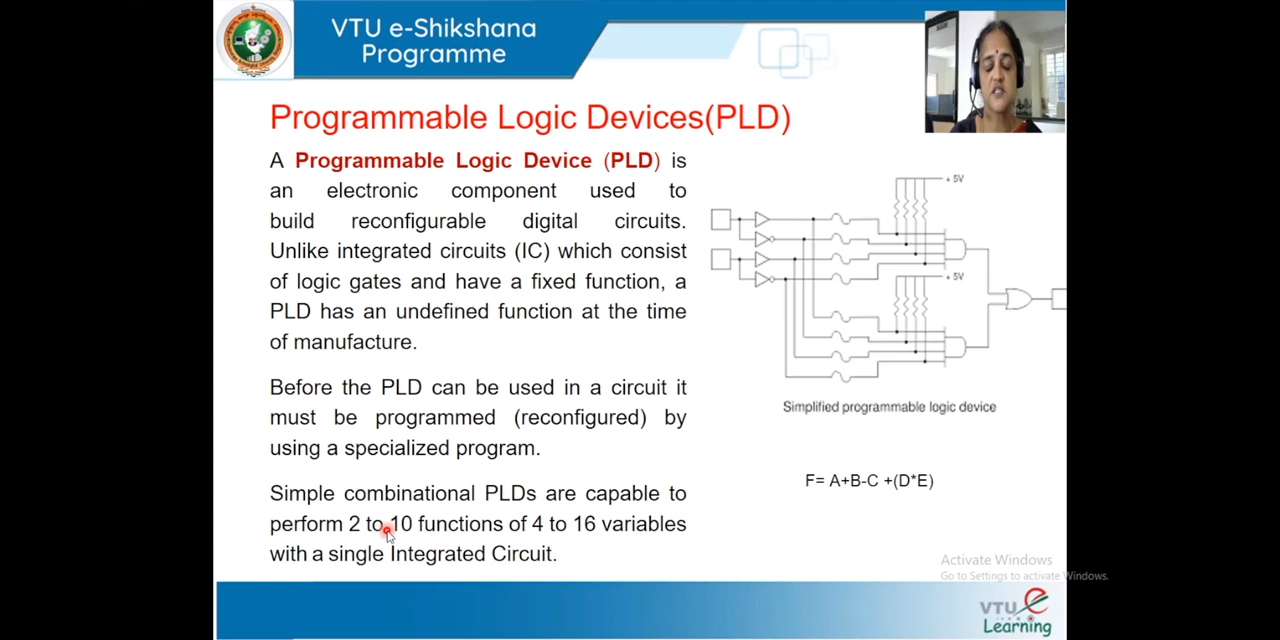 VTU e-Shikshana
Programme
Programmable Logic Devices(PLD)
A Programmable Logic Device (PLD) is
an electronic component used to
build reconfigurable digital circuits.
Unlike integrated circuits (IC) which consist
of logic gates and have a fixed function, a
PLD has an undefined function at the time
of manufacture.
Before the PLD can be used in a circuit it
must be programmed (reconfigured) by
using a specialized program.
Simple combinational PLDs are capable to
perform 2 to 10 functions of 4 to 16 variables
with a single Integrated Circuit.
+ 5V
+ 5V
Simplified programmable logic device
F= A+B-C +(D*E)
Activate Windows
Go to Settings to activate Windows.
VTU e
Learning